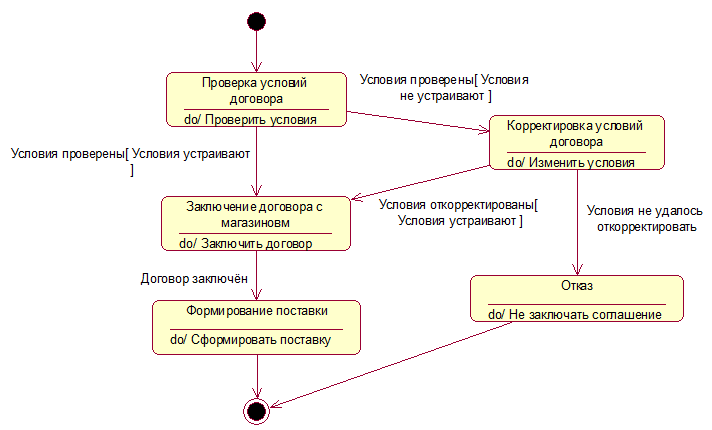 Проверка условий
договора
do/ Проверить условия
Условия проверены[ Условия
не устраивают ]
Корректировка условий
договора
do/ Изменить условия
Условия проверены[ Условия устраивают
]
Заключение договора с
магазиновм
do/ Заключить договор
Условия откорректированы[
Условия устраивают ]
Условия не удалось
откорректировать
Договор заключён
Формирование поставки
do/ Сформировать поставку
Отказ
do/ Не заключать соглашение